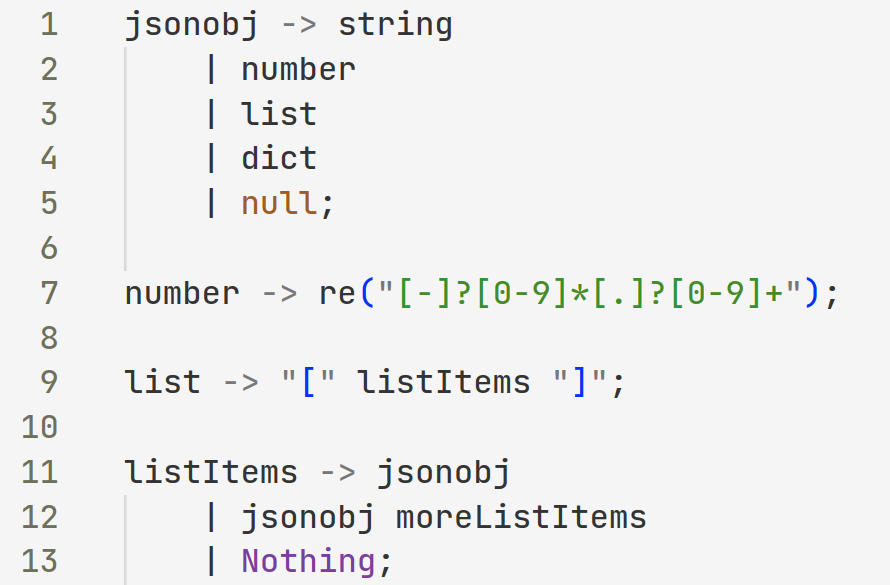 1 jsonobj -> string
2 | number
3 | list
4 | dict
5 | null;
6
7 number -> re("[-]?[0-9]*[.]?[0-9]+");
8
9 list -> "[" listItems "]";
10
11 listItems -> jsonobj
12 | jsonobj moreListItems
13 | Nothing;